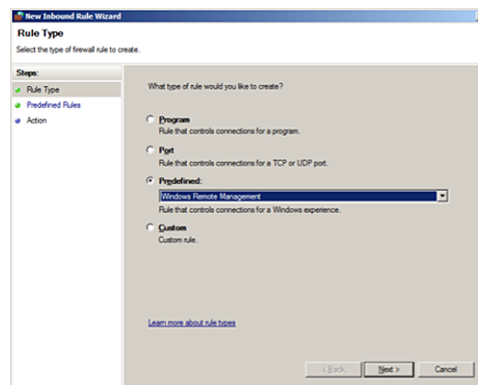 New Inbound Rule Wizard
Rule Type
Select the type of firewall rule to create.
Steps:
Rule Type
Predefined Rules
Action
What type of rule would you like to create?
Program
Rule that controls connections for a program.
Port
Rule that controls connections for a TCP or UDP port.
Predefined:
Windows Remote Management
Rule that controls connections for a Windows experience.
Custom
Custom rule.
Learn more about rule types
< Back
Next >
Cancel